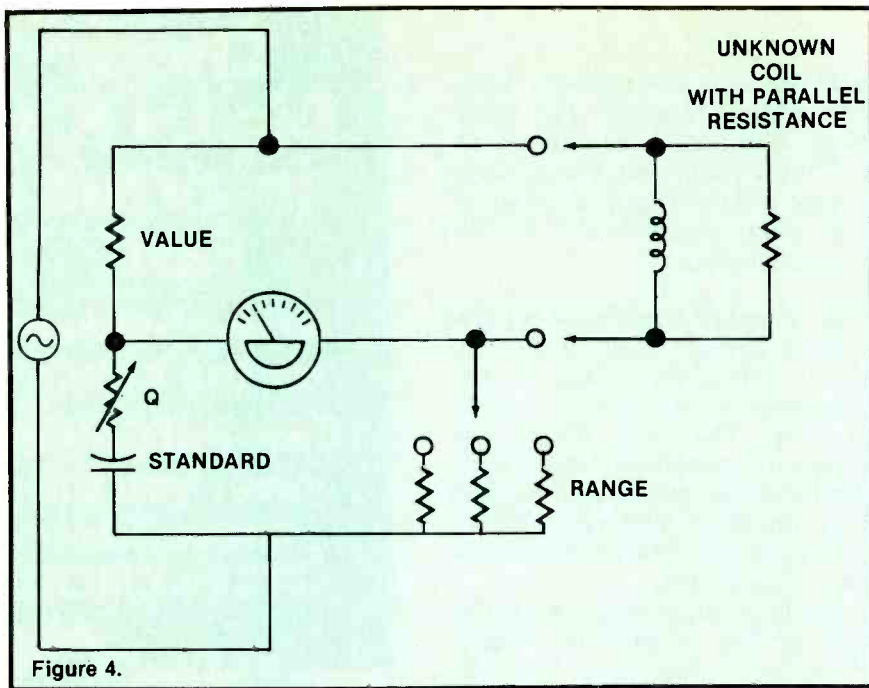 UNKNOWN
COIL
WITH PARALLEL
RESISTANCE
VALUE
Q
STANDARD
RANGE
Figure 4.